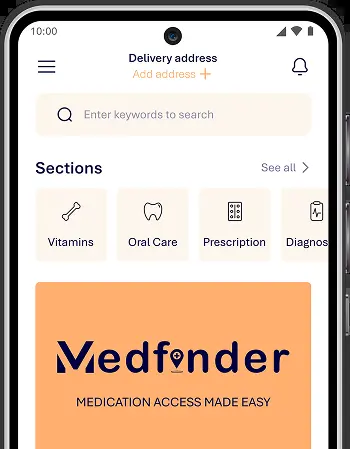 10:00
Delivery address
Add address +
Enter keywords to search
Sections
See all >
Vitamins
Oral Care
Prescription
Diagnos
Medfinder
MEDICATION ACCESS MADE EASY